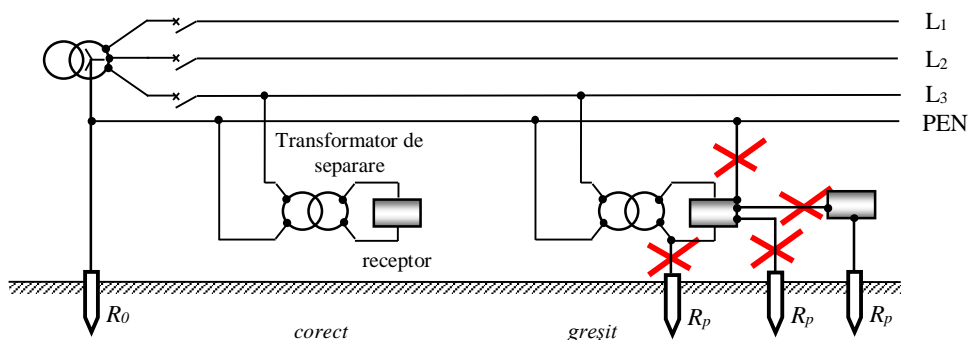 L1
L2
L3
PEN
Transformator de
separare
receptor
R0
corect
greșit
Rp
Rp
Rp